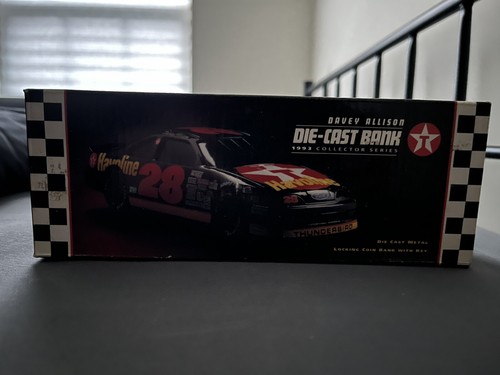 DAVEY ALLISON
DIE-CAST BANK
1993 COLLECTOR SERIES
T
Havoline
28
Havoline
THUNDERBIRD
DIE CAST METAL
LOCKING COIN BANK WITH KEY